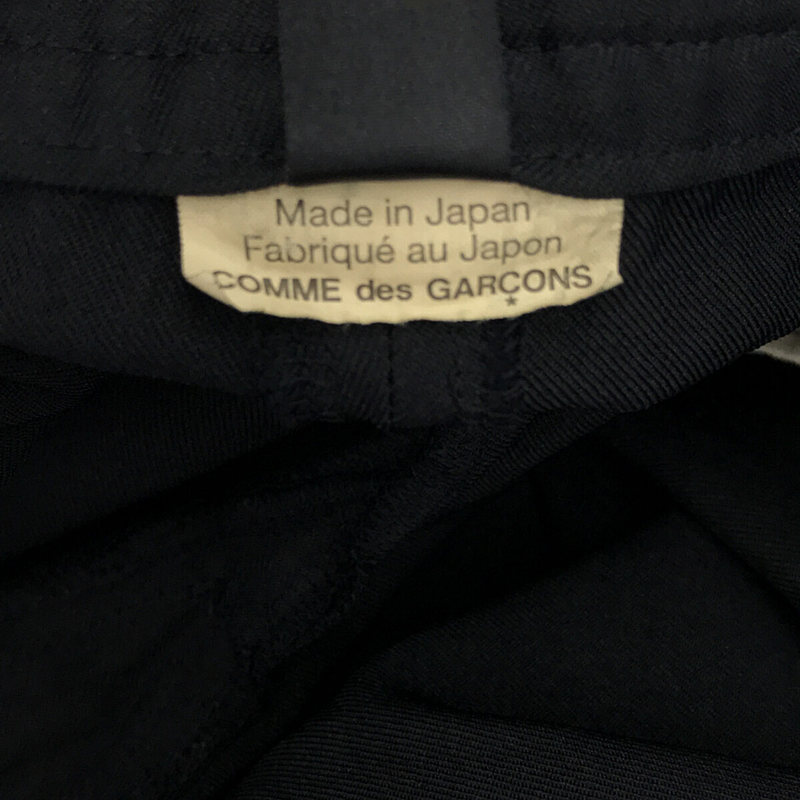 Made in Japan
Fabriqué au Japon
COMME des GARÇONS
*